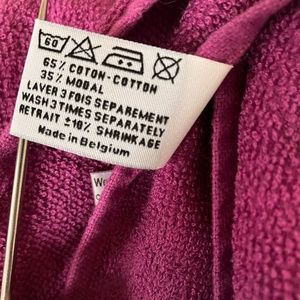 60
65% COTON-COTTON
35% MODAL
LAVER 3 FOIS SEPAREMENT
WASH 3 TIMES SEPARATELY
RETRAIT ±10% SHRINKAGE
Made in Belgium